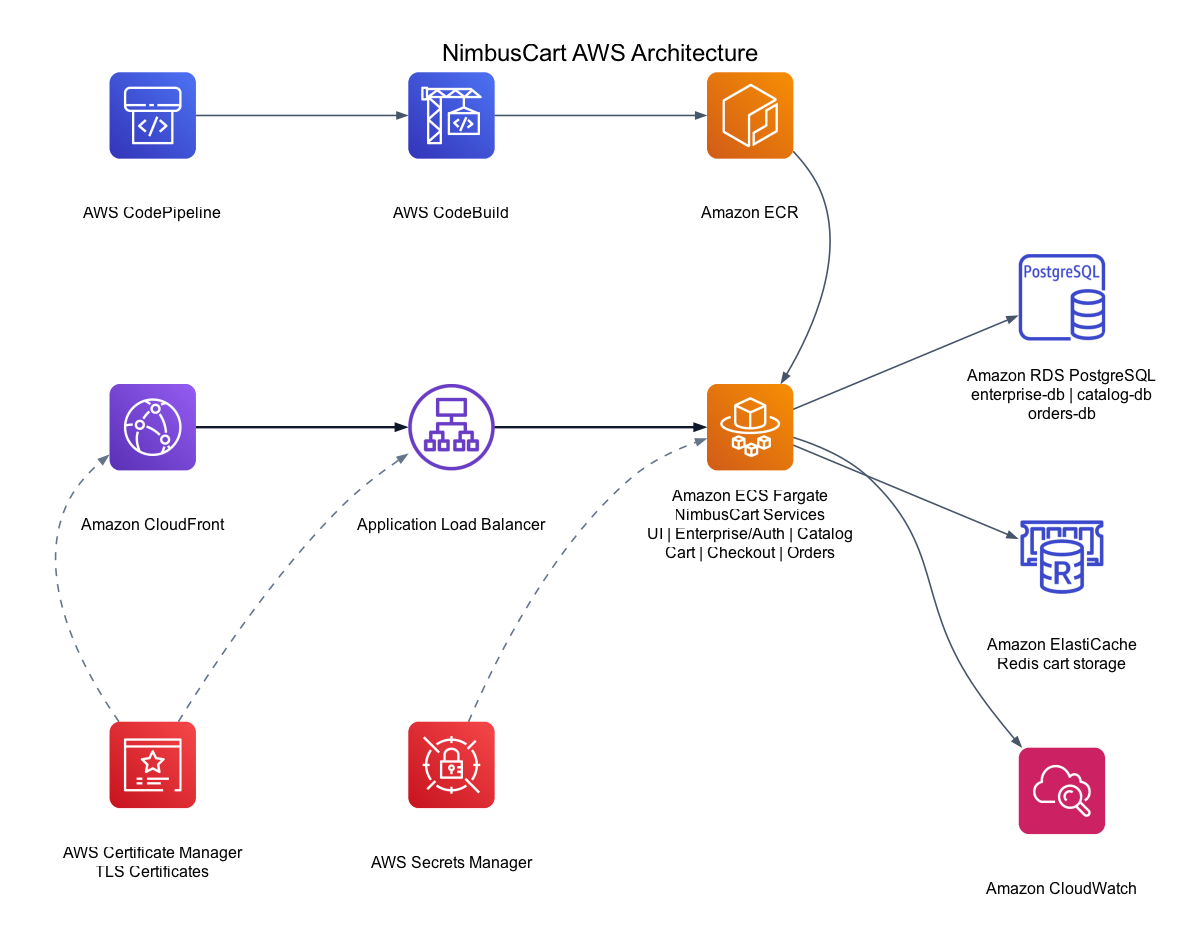 NimbusCart AWS Architecture
AWS CodePipeline
AWS CodeBuild
Amazon ECR
PostgreSQL
Amazon RDS PostgreSQL
enterprise-db | catalog-db
orders-db
Amazon CloudFront
Application Load Balancer
Amazon ECS Fargate
NimbusCart Services
UI | Enterprise/Auth | Catalog
Cart | Checkout | Orders
R
Amazon ElastiCache
Redis cart storage
AWS Certificate Manager
TLS Certificates
AWS Secrets Manager
Amazon CloudWatch